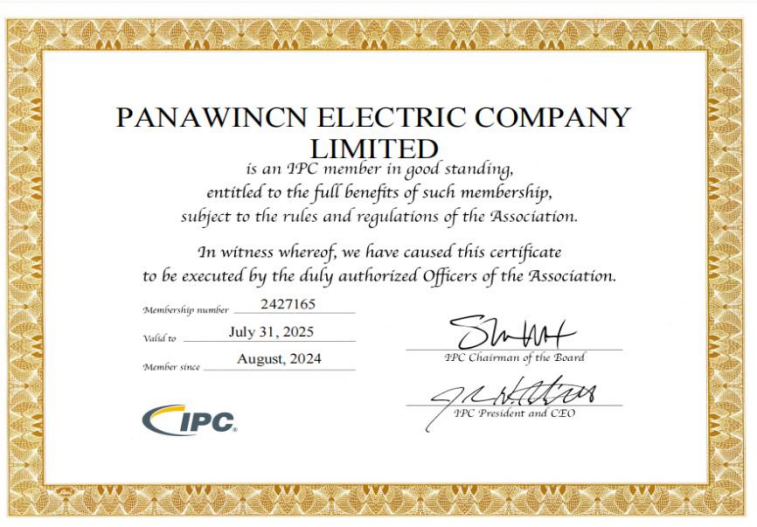 PANAWINCN ELECTRIC COMPANY
LIMITED
is an IPC member in good standing,
entitled to the full benefits of such membership,
subject to the rules and regulations of the Association.
In witness whereof, we have caused this certificate
to be executed by the duly authorized Officers of the Association.
Membership number 2427165
Valid to July 31, 2025
Member since August, 2024
IPC Chairman of the Board
IPC President and CEO
IPC®